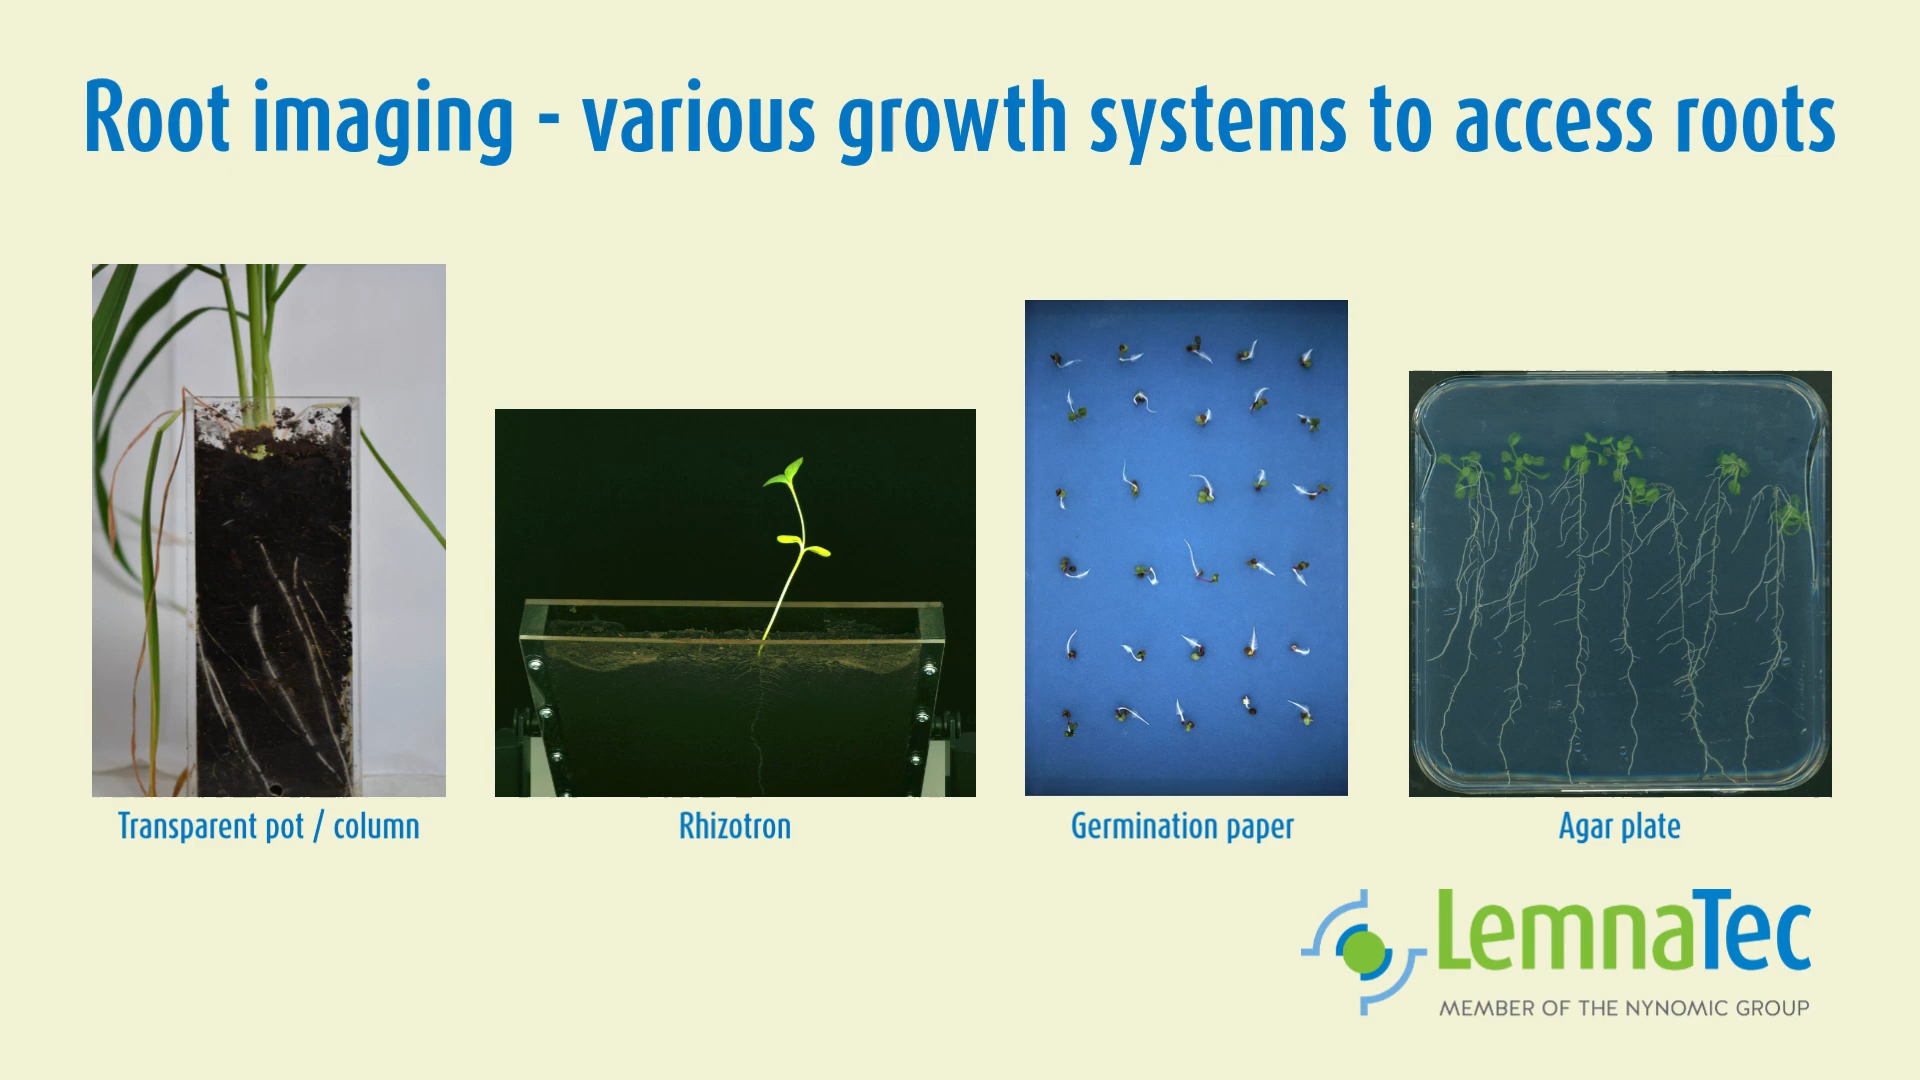 Root imaging - various growth systems to access roots
Transparent pot / column
Rhizotron
Germination paper
Agar plate
LemnaTec
MEMBER OF THE NYNOMIC GROUP